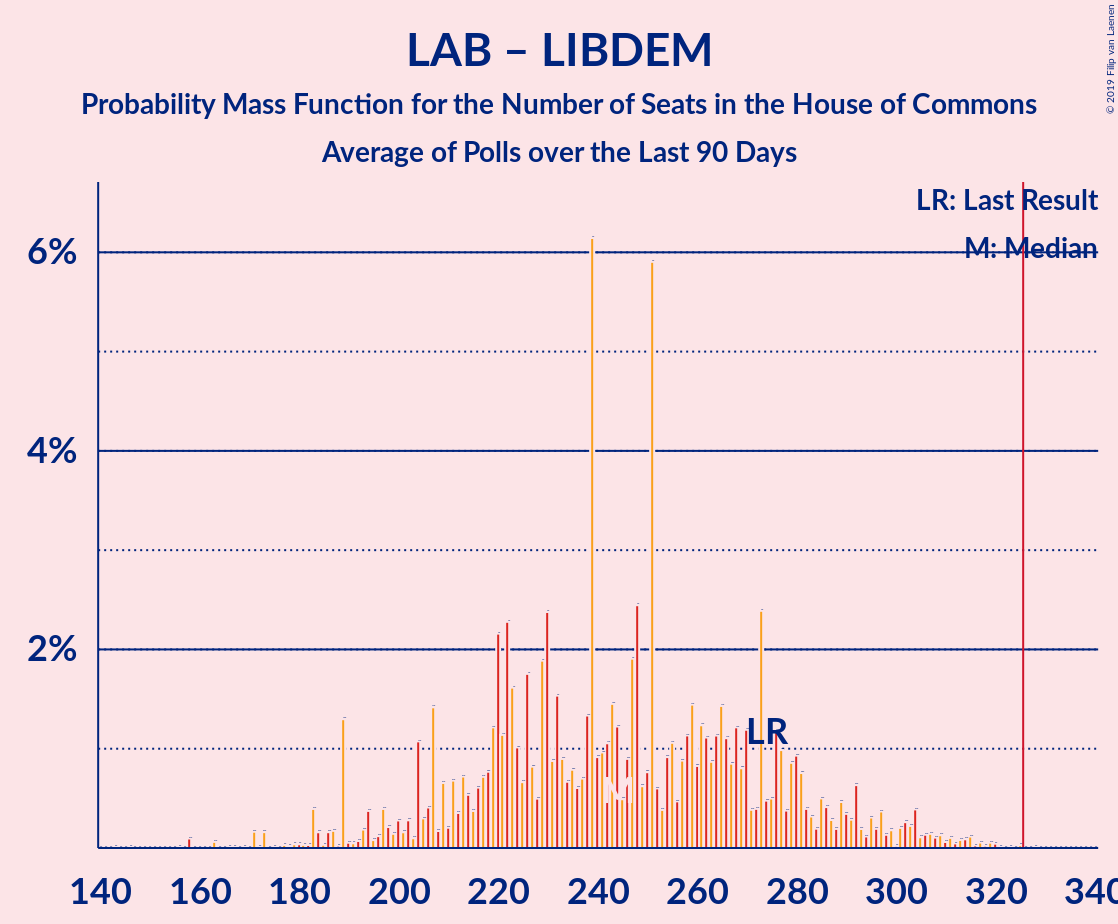 LAB – LIBDEM
Probability Mass Function for the Number of Seats in the House of Commons
Average of Polls over the Last 90 Days
© 2019 Filip van Laenen
LR: Last Result
M: Median
6%
4%
2%
LR
M
140 160 180 200 220 240 260 280 300 320 340